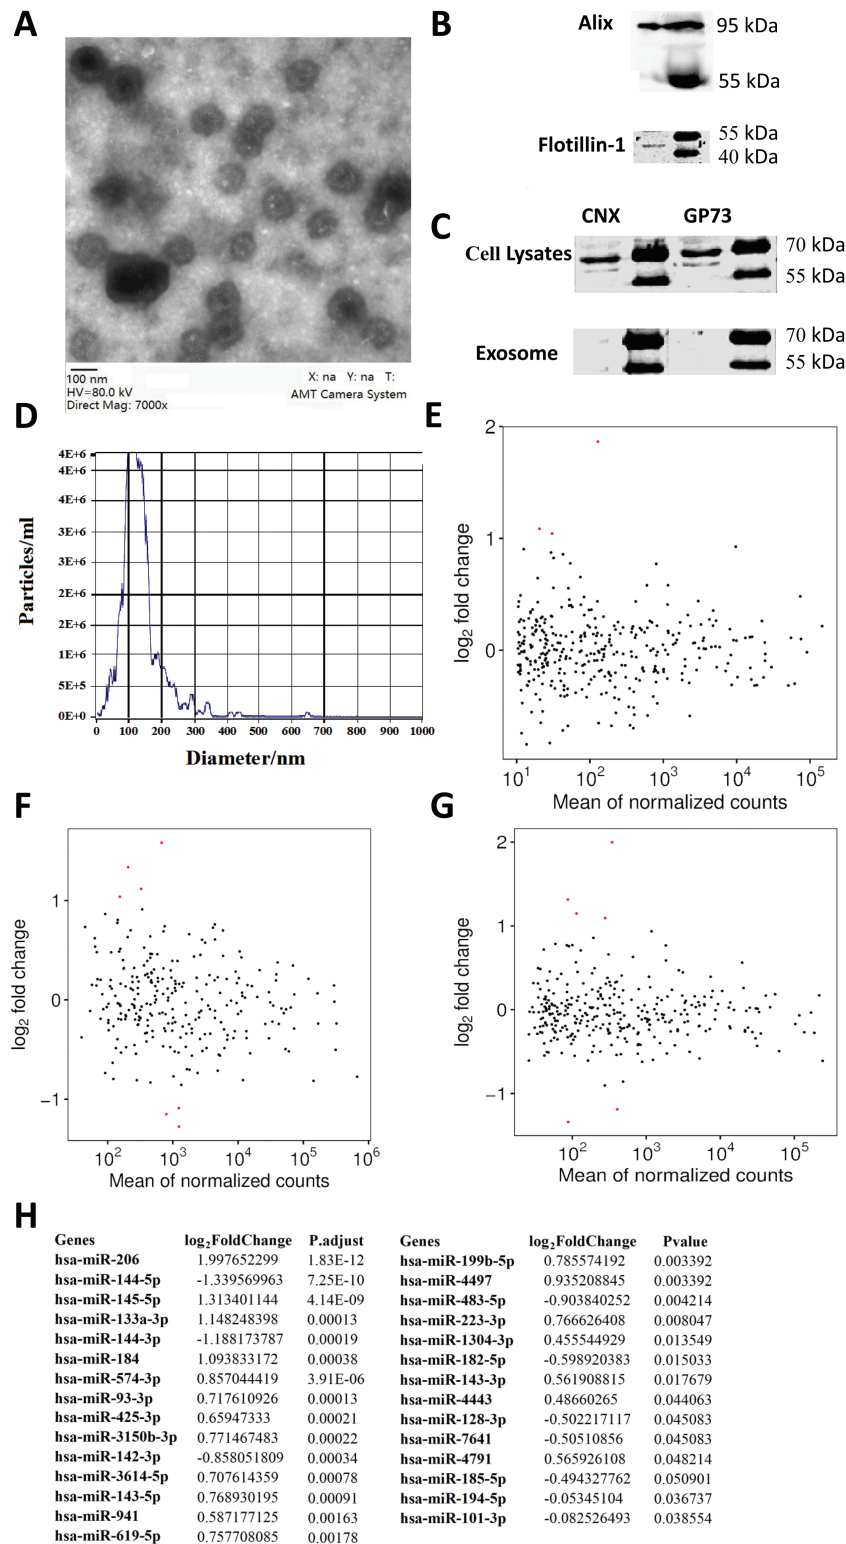 A
100 nm
HV=80.0 kV
Direct Mag: 7000x
X: na Y: na T:
AMT Camera System
B
Alix
95 kDa
55 kDa
Flotillin-1
55 kDa
40 kDa
C
CNX GP73
Cell Lysates
70 kDa
55 kDa
Exosome
70 kDa
55 kDa
D
Particles/ml
4E+6
4E+6
4E+6
3E+6
3E+6
2E+6
2E+6
1E+6
5E+5
0E+0
0 100 200 300 400 500 600 700 800 900 1000
Diameter/nm
E
log2 fold change
2
1
0
10^1 10^2 10^3 10^4 10^5
Mean of normalized counts
F
log2 fold change
1
0
−1
10^2 10^3 10^4 10^5 10^6
Mean of normalized counts
G
log2 fold change
2
1
0
−1
10^2 10^3 10^4 10^5
Mean of normalized counts
H
Genes log2FoldChange P.adjust
hsa-miR-206 1.997652299 1.83E-12
hsa-miR-144-5p -1.339569963 7.25E-10
hsa-miR-145-5p 1.313401144 4.14E-09
hsa-miR-133a-3p 1.148248398 0.00013
hsa-miR-144-3p -1.188173787 0.00019
hsa-miR-184 1.093833172 0.00038
hsa-miR-574-3p 0.857044419 3.91E-06
hsa-miR-93-3p 0.717610926 0.00013
hsa-miR-425-3p 0.65947333 0.00021
hsa-miR-3150b-3p 0.771467483 0.00022
hsa-miR-142-3p -0.858051809 0.00034
hsa-miR-3614-5p 0.707614359 0.00078
hsa-miR-143-5p 0.768930195 0.00091
hsa-miR-941 0.587177125 0.00163
hsa-miR-619-5p 0.757708085 0.00178
Genes log2FoldChange Pvalue
hsa-miR-199b-5p 0.785574192 0.003392
hsa-miR-4497 0.935208845 0.003392
hsa-miR-483-5p -0.903840252 0.004214
hsa-miR-223-3p 0.766626408 0.008047
hsa-miR-1304-3p 0.455544929 0.013549
hsa-miR-182-5p -0.598920383 0.015033
hsa-miR-143-3p 0.561908815 0.017679
hsa-miR-4443 0.48660265 0.044063
hsa-miR-128-3p -0.502217117 0.045083
hsa-miR-7641 -0.50510856 0.045083
hsa-miR-4791 0.565926108 0.048214
hsa-miR-185-5p -0.494327762 0.050901
hsa-miR-194-5p -0.05345104 0.036737
hsa-miR-101-3p -0.082526493 0.038554